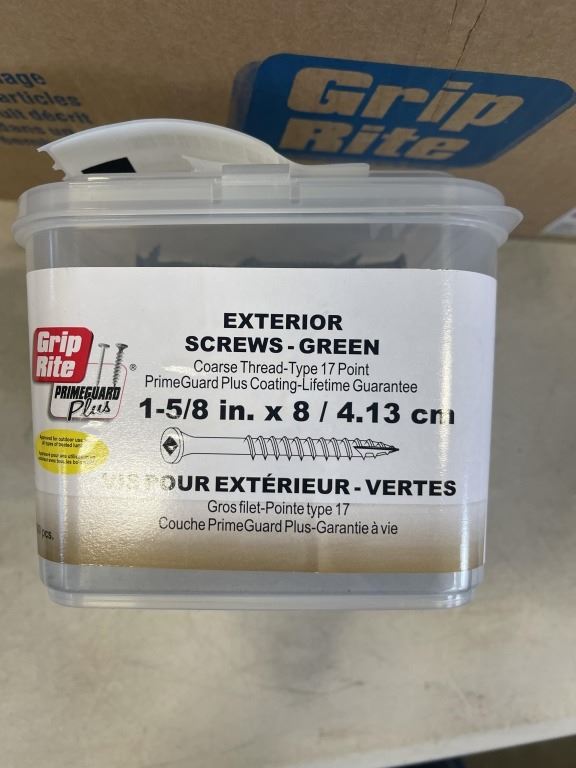 Grip
Rite
articles
EXTERIOR
SCREWS - GREEN
Coarse Thread-Type 17 Point
PrimeGuard Plus Coating-Lifetime Guarantee
1-5/8 in. x 8 / 4.13 cm
Grip
Rite
PRIMEGUARD
Plus
®
VIS POUR EXTÉRIEUR - VERTES
Gros filet-Pointe type 17
Couche PrimeGuard Plus-Garantie à vie
pcs.